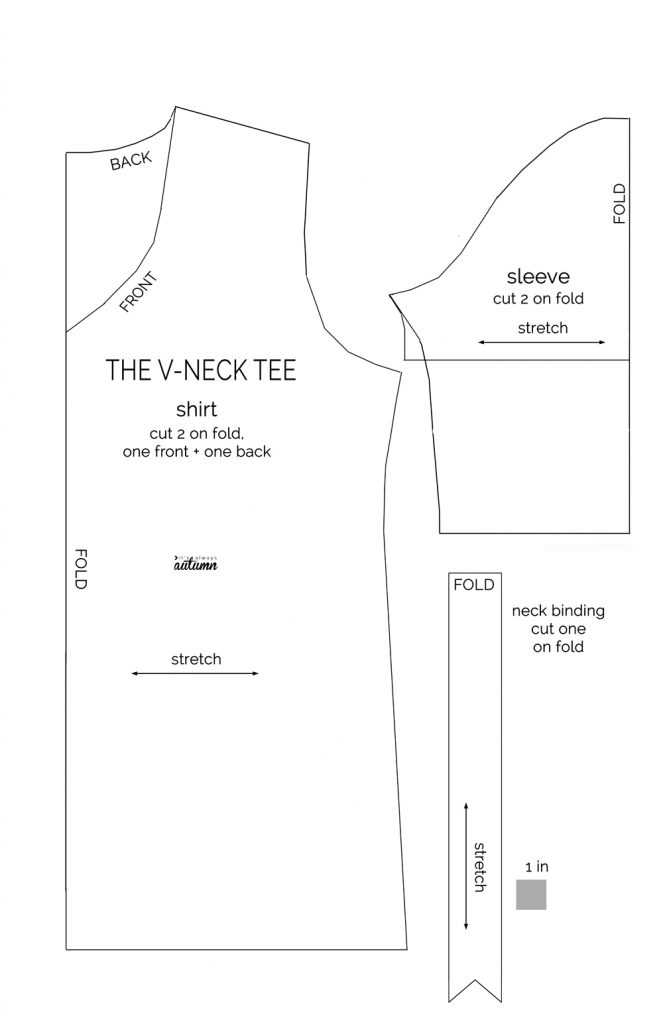 BACK
FRONT
THE V-NECK TEE
shirt
cut 2 on fold,
one front + one back
FOLD
it's always
autumn
stretch
FOLD
sleeve
cut 2 on fold
stretch
FOLD
neck binding
cut one
on fold
stretch
1 in